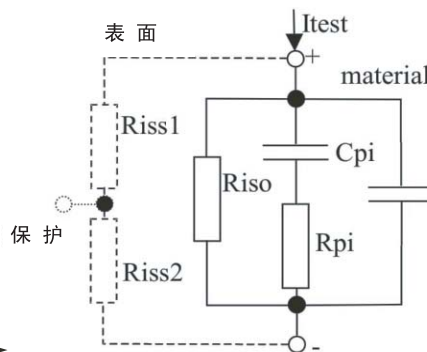 表面
Itest
+
material
Riss1
Cpi
Riso
保护
Rpi
Riss2
-